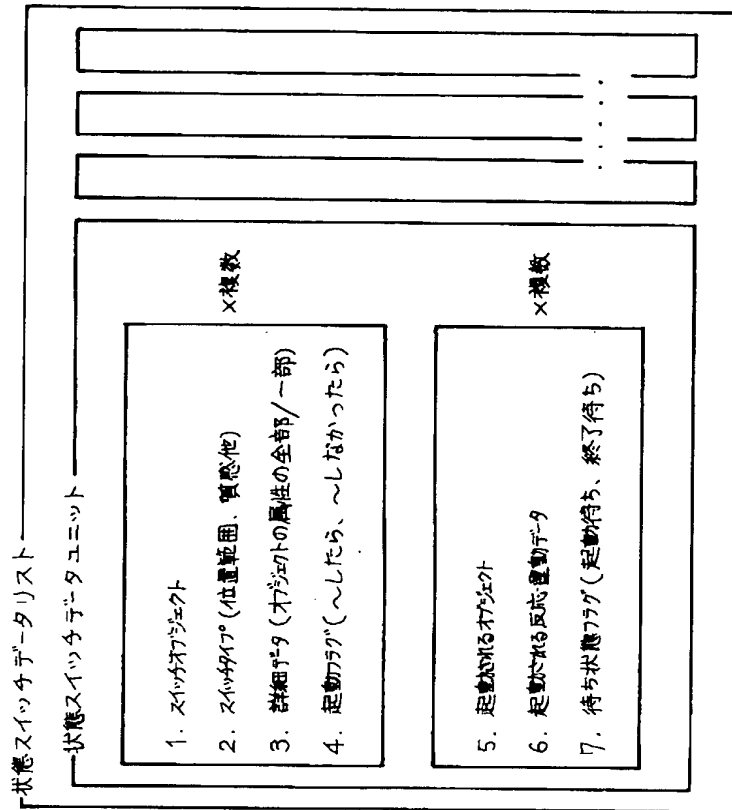 状態スイッチデータリスト
状態スイッチデータユニット
1. スイッチオブジェクト
2. スイッチタイプ(位置範囲、質感他)
3. 詳細データ(オブジェクトの属性の全部/一部)
4. 起動フラグ(～したら、～しなかったら)
×複数
5. 起動されるオブジェクト
6. 起動される反応・運動データ
7. 待ち状態フラグ(起動待ち、終了待ち)
×複数